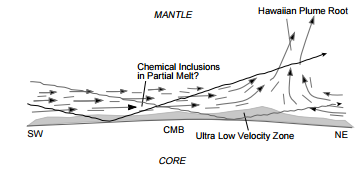 MANTLE
Hawaiian Plume Root
Chemical Inclusions
in Partial Melt?
SW
CMB
Ultra Low Velocity Zone
NE
CORE